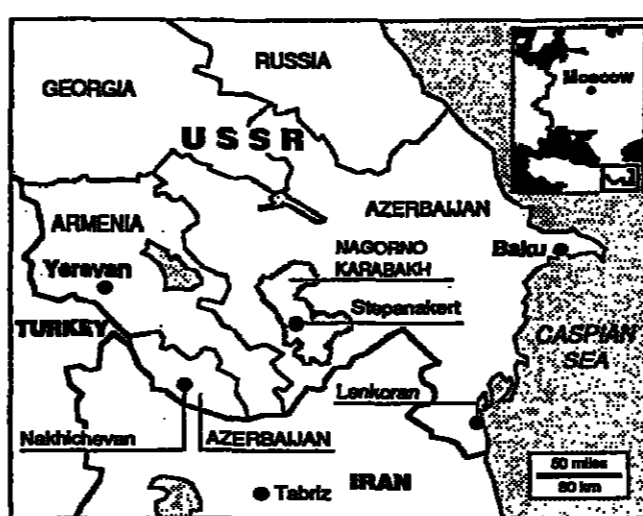 RUSSIA
GEORGIA
Moscow
USSR
ARMENIA
AZERBAIJAN
NAGORNO
KARABAKH
Baku
Yerevan
Stepanakert
TURKEY
CASPIAN
SEA
Lenkoran
Nakhichevan
AZERBAIJAN
50 miles
80 km
IRAN
Tabriz